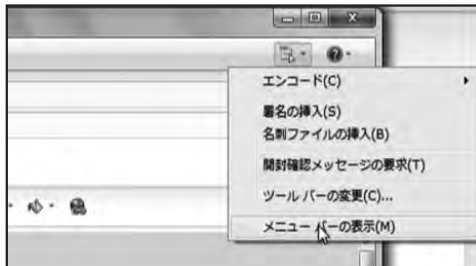 エンコード(C)
署名の挿入(S)
名刺ファイルの挿入(B)
開封確認メッセージの要求(T)
ツール バーの変更(C)...
メニュー バーの表示(M)